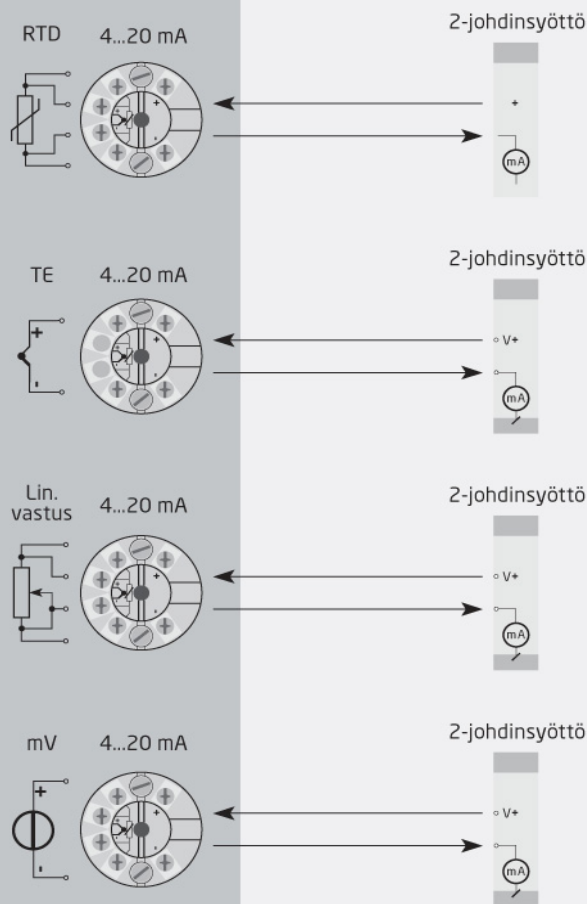 2-johdinsyöttö
RTD 4...20 mA
+
+
-
mA
2-johdinsyöttö
TE 4...20 mA
+
-
+
-
V+
mA
2-johdinsyöttö
Lin.
vastus
4...20 mA
+
-
V+
mA
2-johdinsyöttö
mV 4...20 mA
+
-
+
-
V+
mA